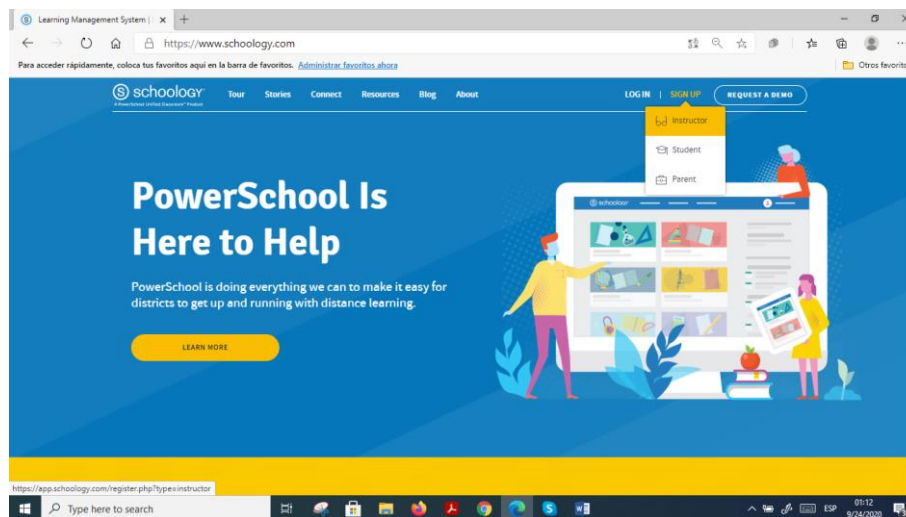 Learning Management System |
https://www.schoology.com
Para acceder rápidamente, coloca tus favoritos aquí en la barra de favoritos. Administrar favoritos ahora
Otros favorito
schoology
Tour Stories Connect Resources Blog About
LOG IN | SIGN UP REQUEST A DEMO
Instructor
Student
Parent
PowerSchool Is
Here to Help
PowerSchool is doing everything we can to make it easy for
districts to get up and running with distance learning.
LEARN MORE
schoology
https://app.schoology.com/register.php?type=instructor
Type here to search
ESP
01:12
9/24/2020